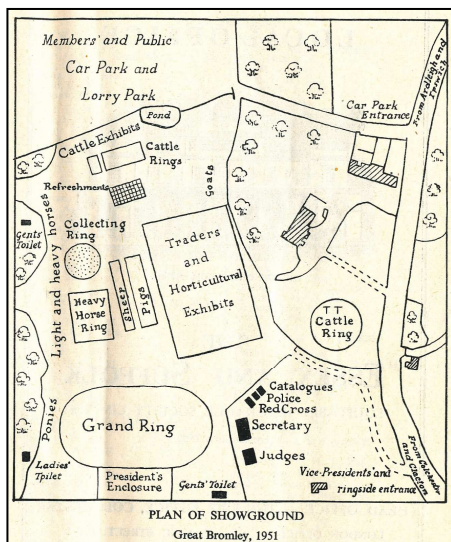 Members' and Public
Car Park and
Lorry Park
From Ardleigh and
Ipswich
Car Park
Entrance
Pond
Cattle Exhibits
Cattle
Rings
Goats
Refreshments
Light and heavy horses
Gents'
Toilet
Collecting
Ring
Traders
and
Horticultural
Exhibits
Heavy
Horse
Ring
Sheep
Pigs
TT
Cattle
Ring
Catalogues
Police
Red Cross
Secretary
Judges
Grand Ring
Ponies
Ladies'
Toilet
President's
Enclosure
Gents' Toilet
Vice-Presidents and
ringside entrance
From Colchester
and Clacton
PLAN OF SHOWGROUND
Great Bromley, 1951